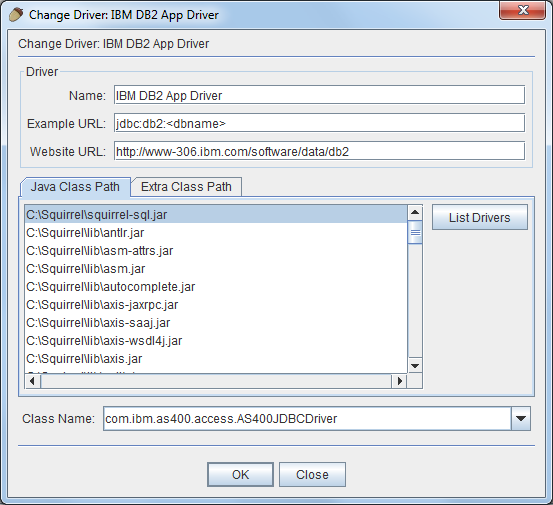 Change Driver: IBM DB2 App Driver
Change Driver: IBM DB2 App Driver
Driver
Name: IBM DB2 App Driver
Example URL: jdbc:db2:<dbname>
Website URL: http://www-306.ibm.com/software/data/db2
Java Class Path Extra Class Path
C:\Squirrel\squirrel-sql.jar List Drivers
C:\Squirrel\lib\antlr.jar
C:\Squirrel\lib\asm-attrs.jar
C:\Squirrel\lib\asm.jar
C:\Squirrel\lib\autocomplete.jar
C:\Squirrel\lib\axis-jaxrpc.jar
C:\Squirrel\lib\axis-saaj.jar
C:\Squirrel\lib\axis-wsdl4j.jar
C:\Squirrel\lib\axis.jar
Class Name: com.ibm.as400.access.AS400JDBCDriver
OK Close